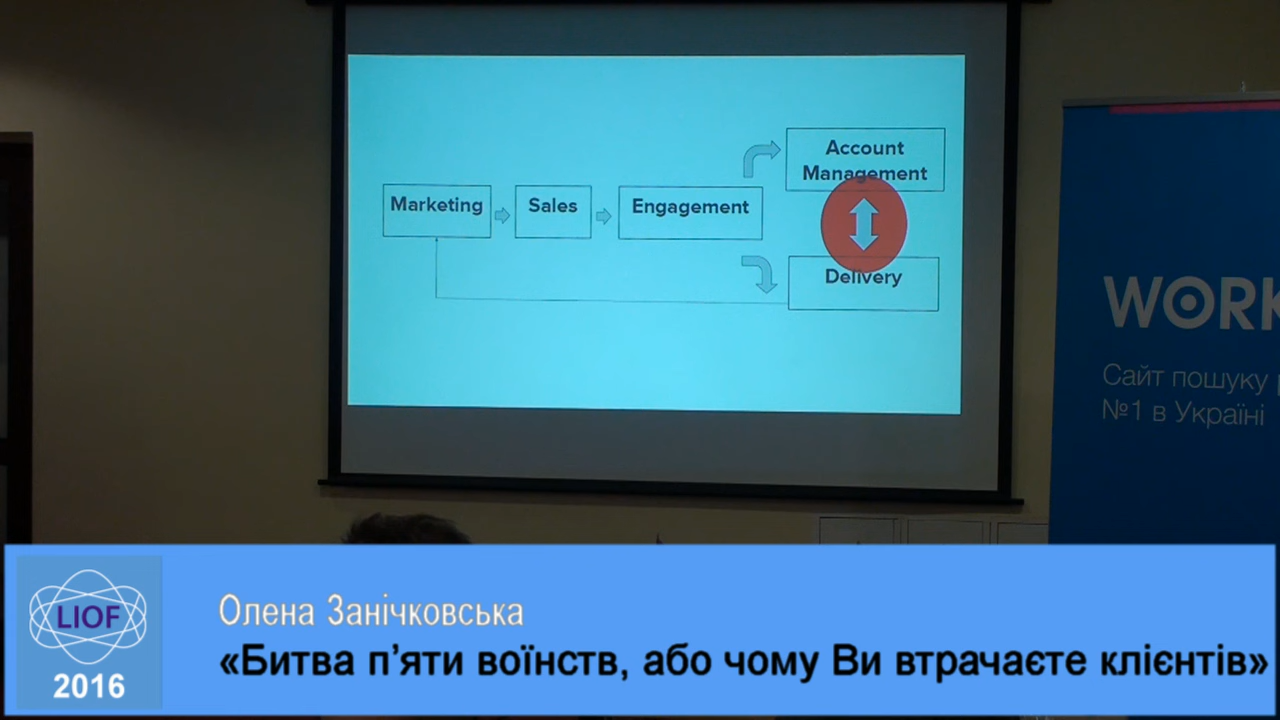 Marketing
Sales
Engagement
Account
Management
Delivery
WORK
Сайт пошуку
№1 в Україні
LIOF
2016
Олена Занічковська
«Битва п’яти воїнств, або чому Ви втрачаєте клієнтів»